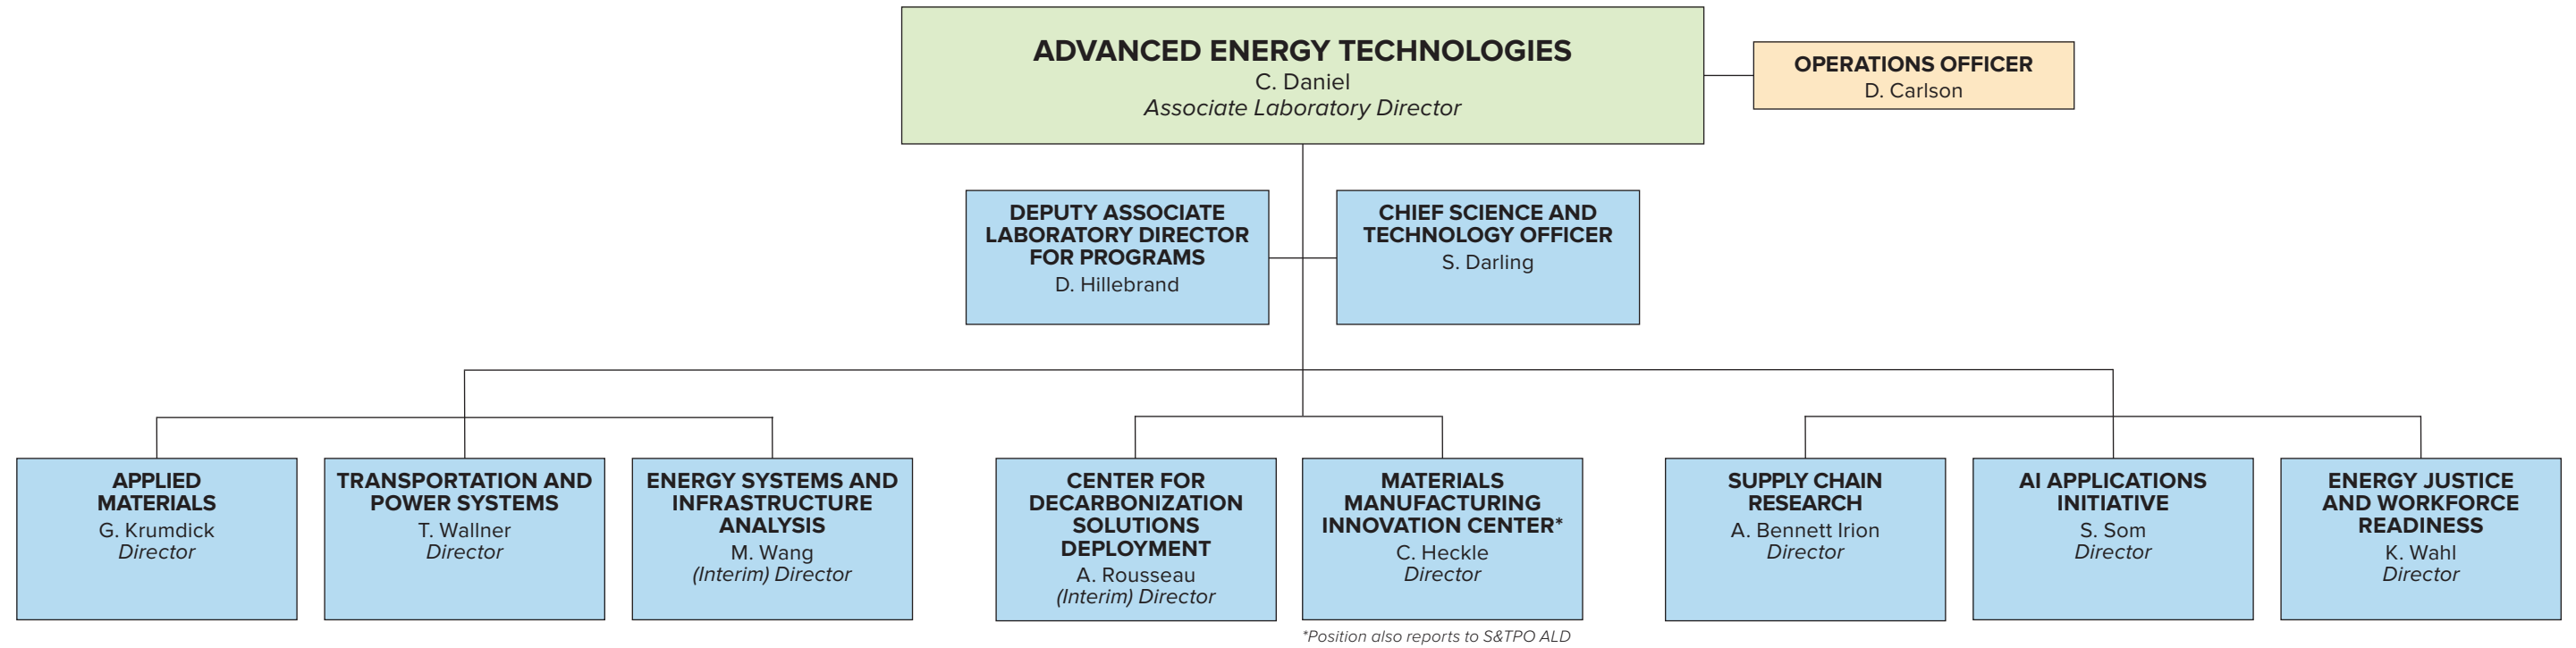 ADVANCED ENERGY TECHNOLOGIES
C. Daniel
Associate Laboratory Director
OPERATIONS OFFICER
D. Carlson
DEPUTY ASSOCIATE
LABORATORY DIRECTOR
FOR PROGRAMS
D. Hillebrand
CHIEF SCIENCE AND
TECHNOLOGY OFFICER
S. Darling
APPLIED
MATERIALS
G. Krumdick
Director
TRANSPORTATION AND
POWER SYSTEMS
T. Wallner
Director
ENERGY SYSTEMS AND
INFRASTRUCTURE
ANALYSIS
M. Wang
(Interim) Director
CENTER FOR
DECARBONIZATION
SOLUTIONS
DEPLOYMENT
A. Rousseau
(Interim) Director
MATERIALS
MANUFACTURING
INNOVATION CENTER*
C. Heckle
Director
SUPPLY CHAIN
RESEARCH
A. Bennett Irion
Director
AI APPLICATIONS
INITIATIVE
S. Som
Director
ENERGY JUSTICE
AND WORKFORCE
READINESS
K. Wahl
Director
*Position also reports to S&TPO ALD